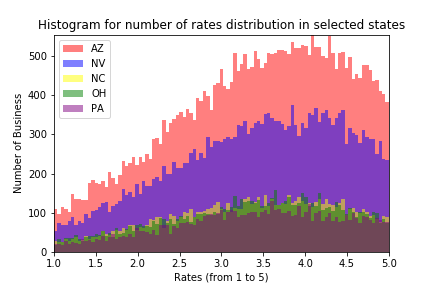 Histogram for number of rates distribution in selected states
Number of Business
500
400
300
200
100
0
AZ
NV
NC
OH
PA
1.0 1.5 2.0 2.5 3.0 3.5 4.0 4.5 5.0
Rates (from 1 to 5)